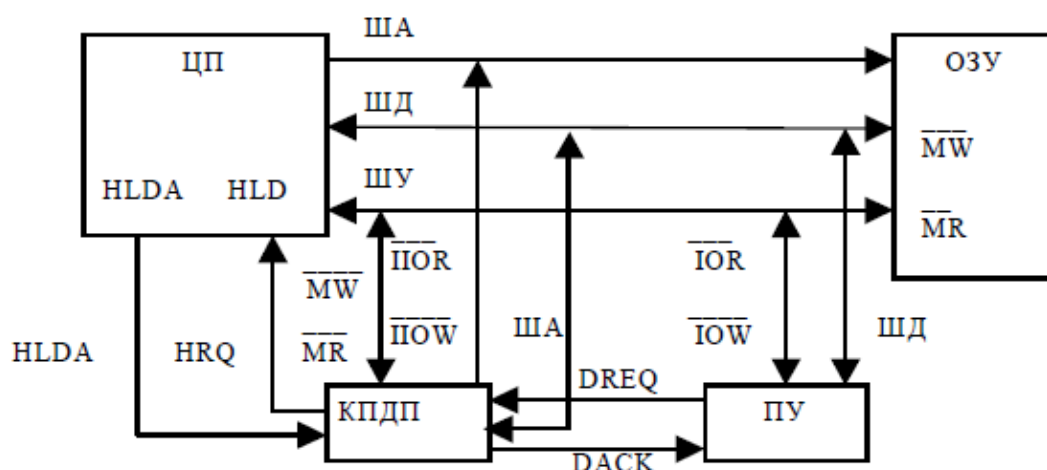 ША
ЦП
ОЗУ
ШД
MW
HLDA HLD
ШУ
MR
IIOR
IOR
MW
IIOW
ША
IOW
ШД
HLDA
HRQ
MR
DREQ
КПДП
ПУ
DACK